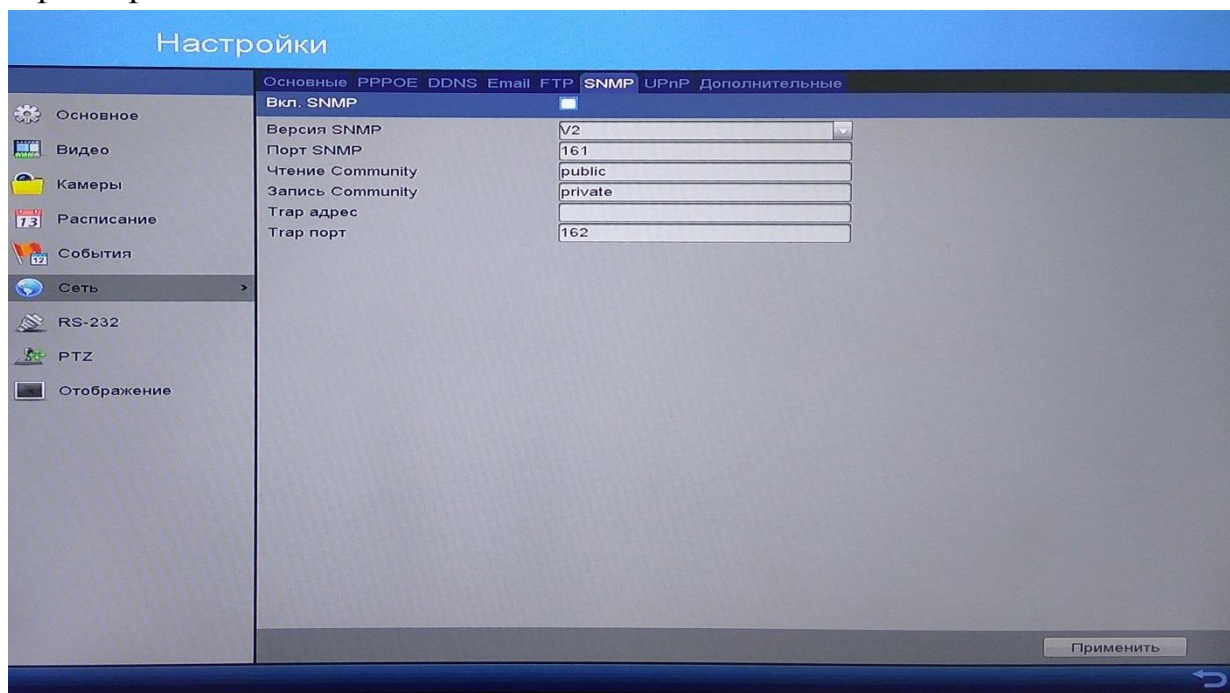 Настройки
Основные PPPOE DDNS Email FTP SNMP UPnP Дополнительные
Вкл. SNMP
Версия SNMP V2
Порт SNMP 161
Чтение Community public
Запись Community private
Trap адрес
Trap порт 162
Основное
Видео
Камеры
Расписание
События
Сеть >
RS-232
PTZ
Отображение
Применить